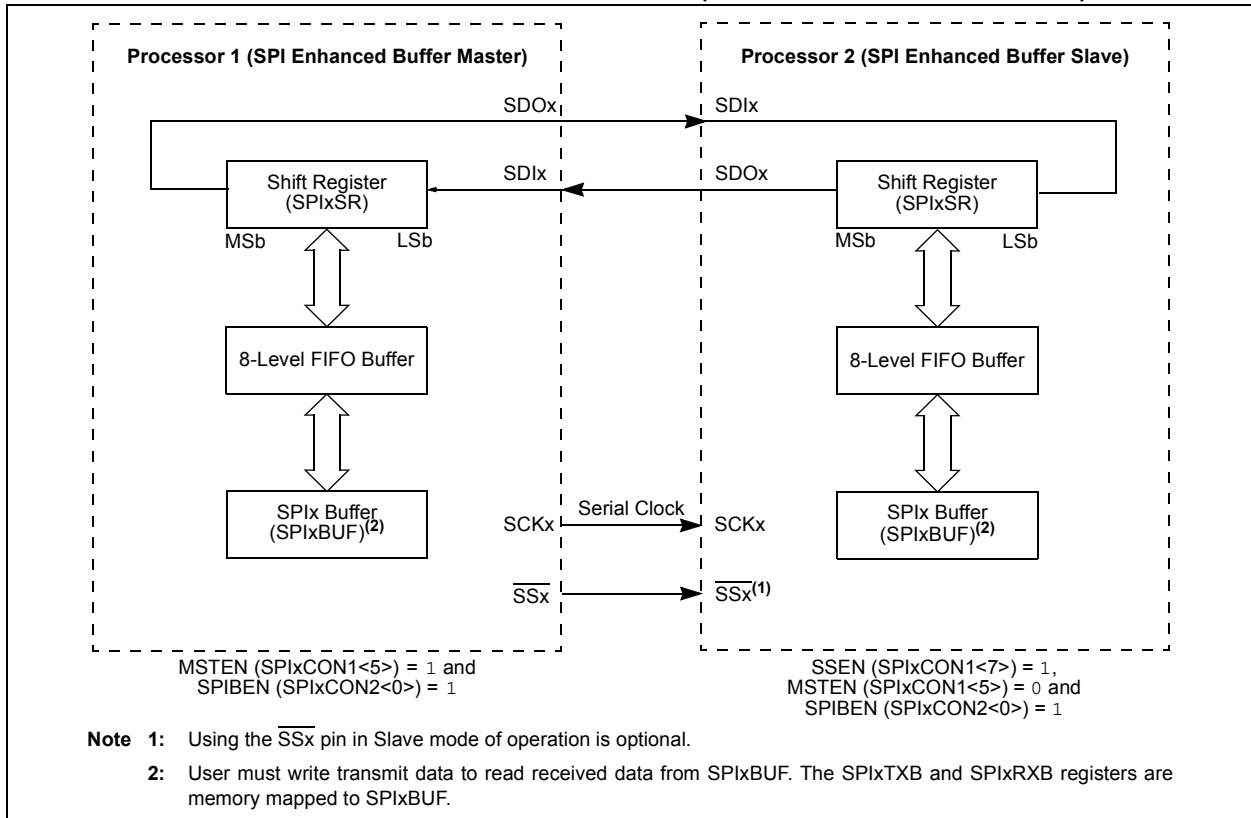 Processor 1 (SPI Enhanced Buffer Master)
Processor 2 (SPI Enhanced Buffer Slave)
SDOx
SDIx
SDIx
SDOx
Shift Register
(SPIxSR)
MSb
LSb
Shift Register
(SPIxSR)
MSb
LSb
8-Level FIFO Buffer
8-Level FIFO Buffer
SPIx Buffer
(SPIxBUF)(2)
SCKx
Serial Clock
SCKx
SPIx Buffer
(SPIxBUF)(2)
SSx
SSx(1)
MSTEN (SPIxCON1<5>) = 1 and
SPIBEN (SPIxCON2<0>) = 1
SSEN (SPIxCON1<7>) = 1,
MSTEN (SPIxCON1<5>) = 0 and
SPIBEN (SPIxCON2<0>) = 1
Note 1: Using the SSx pin in Slave mode of operation is optional.
2: User must write transmit data to read received data from SPIxBUF. The SPIxTXB and SPIxRXB registers are
memory mapped to SPIxBUF.